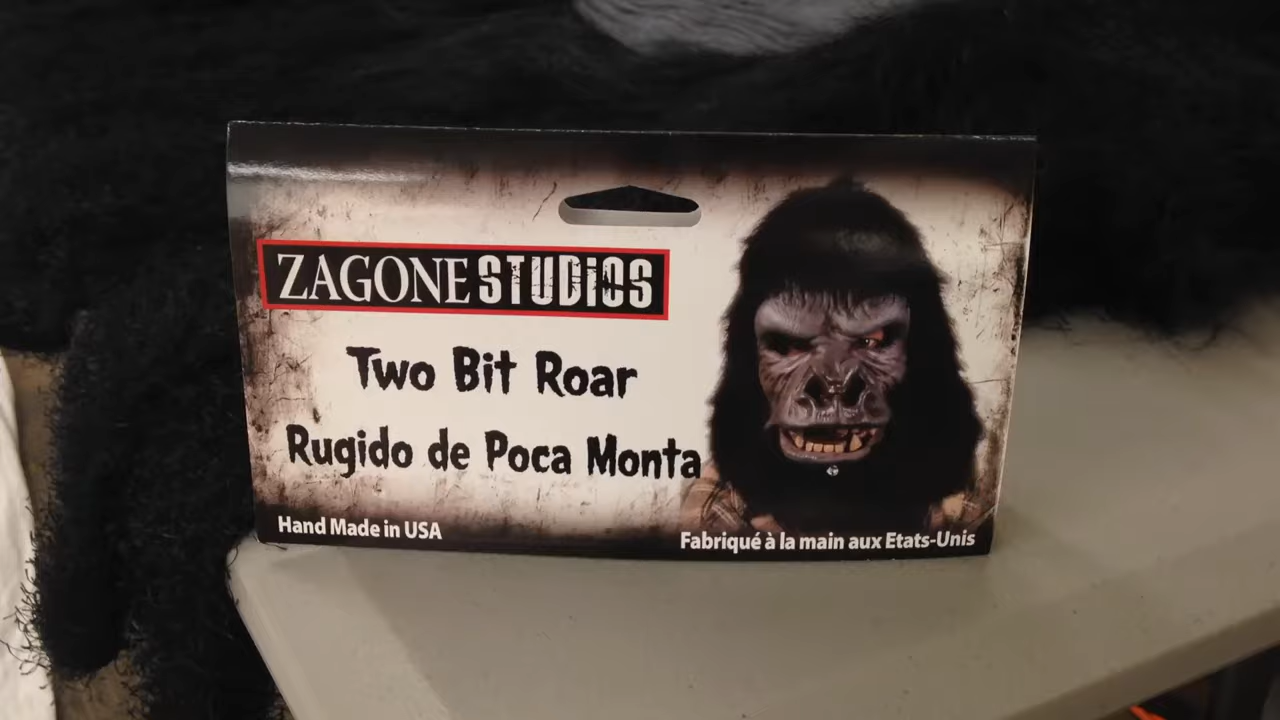 ZAGONE STUDIOS
Two Bit Roar
Rugido de Poca Monta
Hand Made in USA
Fabriqué à la main aux Etats-Unis